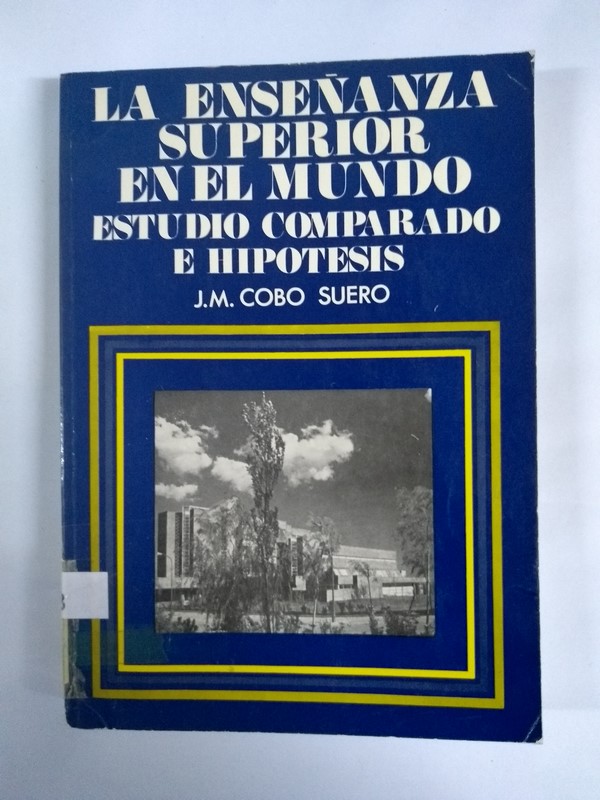 LA ENSEÑANZA
SUPERIOR
EN EL MUNDO
ESTUDIO COMPARADO
E HIPOTESIS
J.M. COBO SUERO